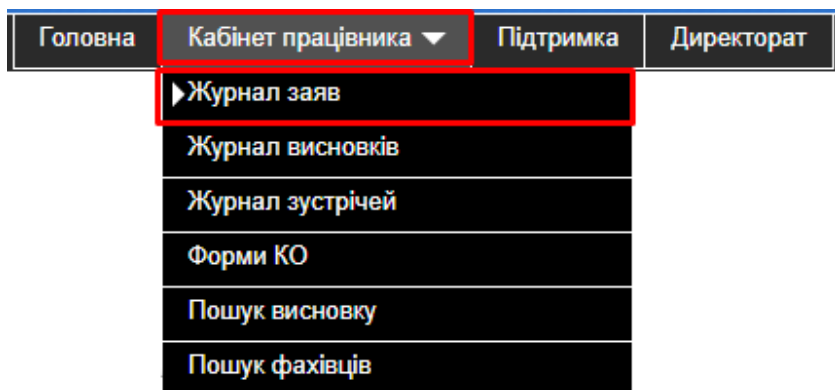 Головна Кабінет працівника Підтримка Директорат
Журнал заяв
Журнал висновків
Журнал зустрічей
Форми КО
Пошук висновку
Пошук фахівців